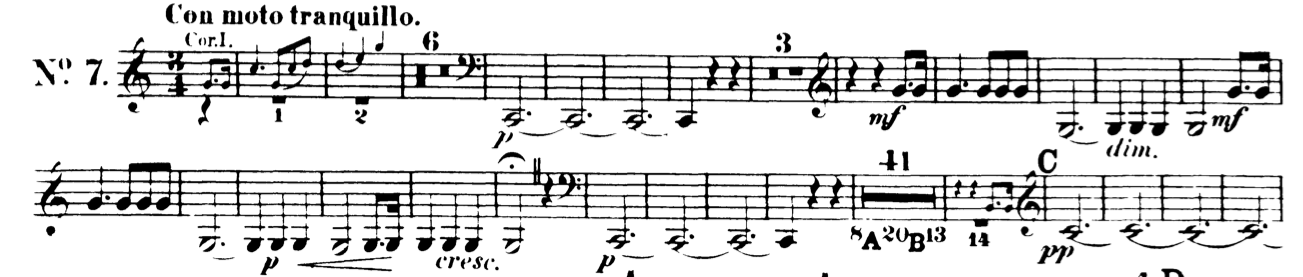 Con moto tranquillo.
Cor. I.
Nº 7. 3 4 1 2 6 p 3 mf dim. mf
p cresc. p 41 8 A 20 B 13 14 C pp